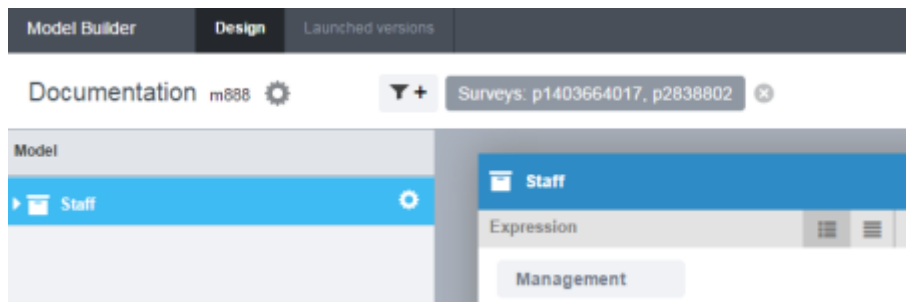 Model Builder Design Launched versions
Documentation m888 + Surveys: p1403664017, p2838802
Model
Staff
Staff
Expression
Management